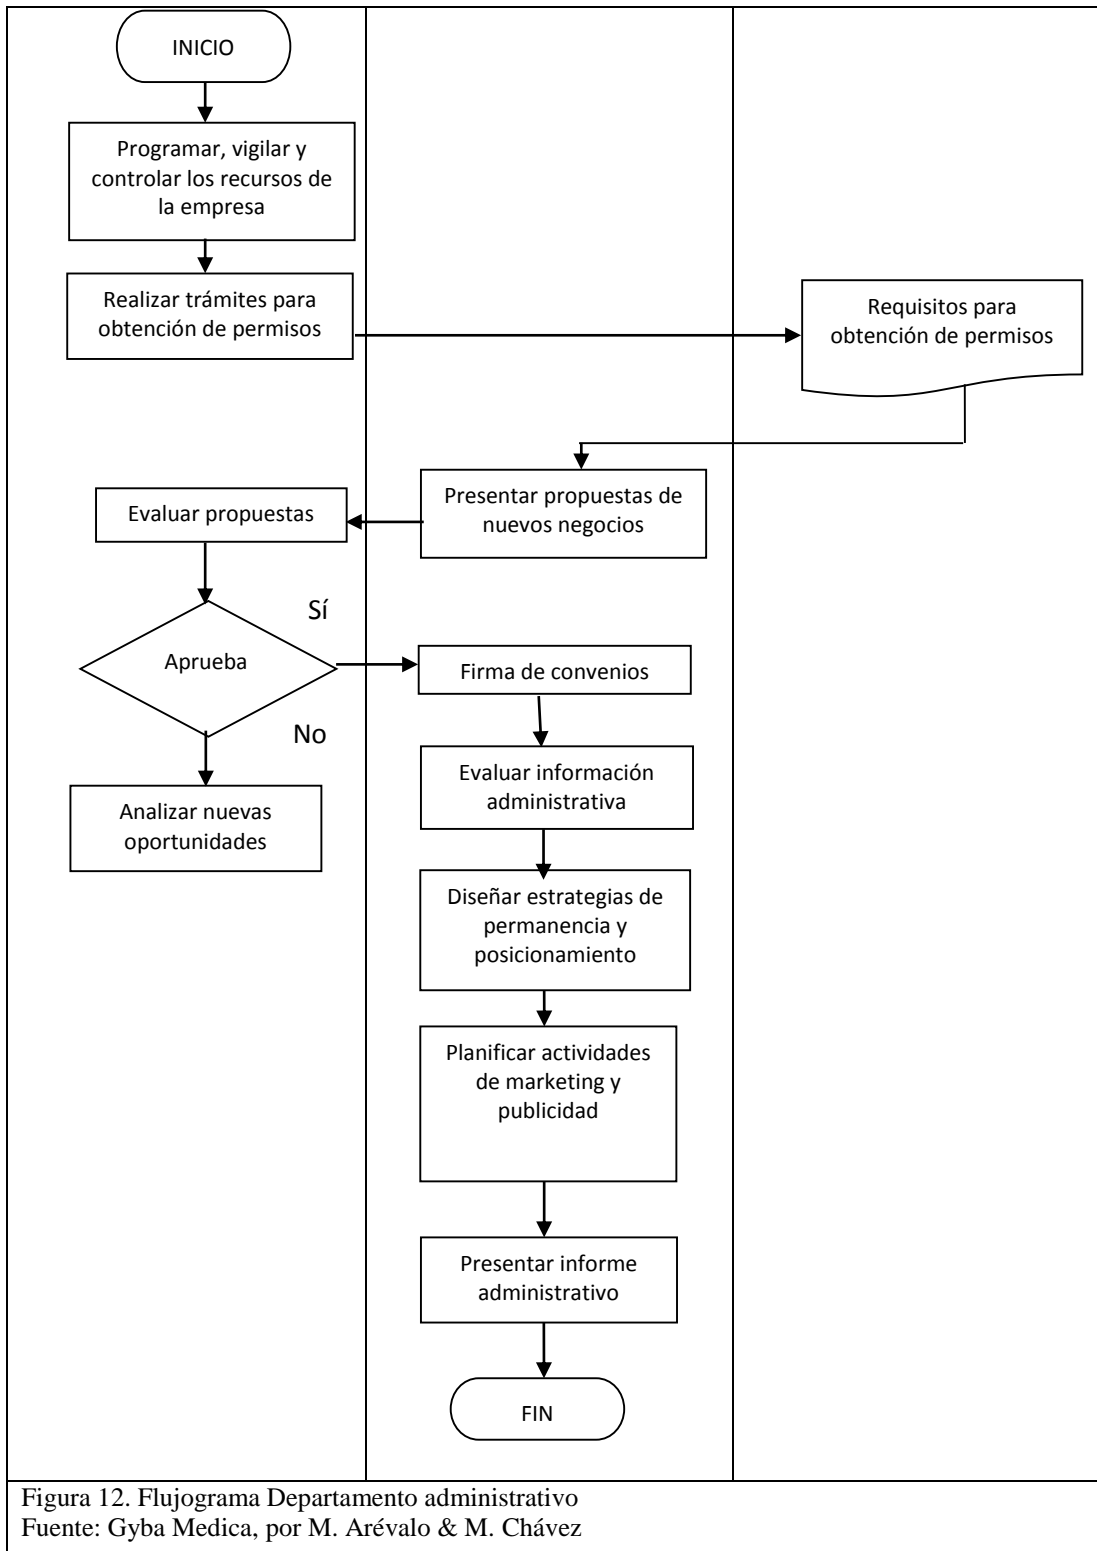 INICIO
Programar, vigilar y
controlar los recursos de
la empresa
Realizar trámites para
obtención de permisos
Requisitos para
obtención de permisos
Presentar propuestas de
nuevos negocios
Evaluar propuestas
Sí
Aprueba
Firma de convenios
No
Evaluar información
administrativa
Analizar nuevas
oportunidades
Diseñar estrategias de
permanencia y
posicionamiento
Planificar actividades
de marketing y
publicidad
Presentar informe
administrativo
FIN
Figura 12. Flujograma Departamento administrativo
Fuente: Gyba Medica, por M. Arévalo & M. Chávez